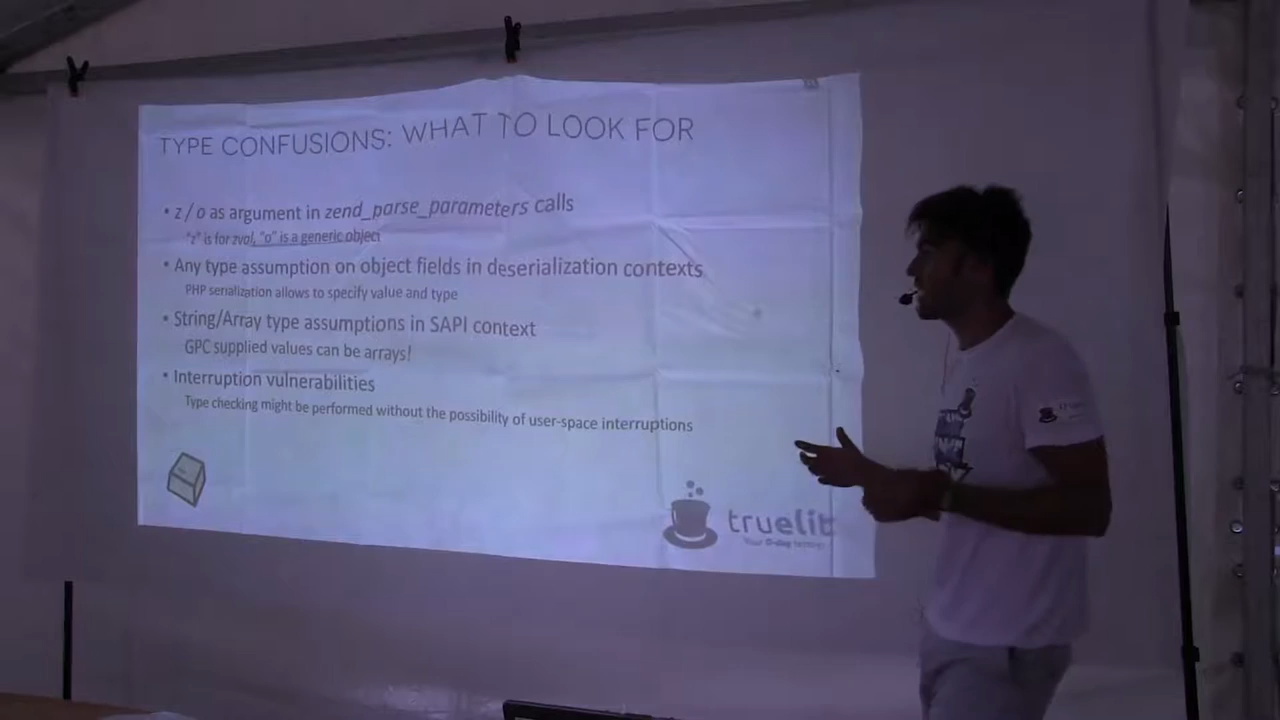 TYPE CONFUSIONS: WHAT TO LOOK FOR
• z / o as argument in zend_parse_parameters calls
"z" is for zval, "o" is a generic object
• Any type assumption on object fields in deserialization contexts
PHP serialization allows to specify value and type
• String/Array type assumptions in SAPI context
GPC supplied values can be arrays!
• Interruption vulnerabilities
Type checking might be performed without the possibility of user-space interruptions
truelit
Your 0-day